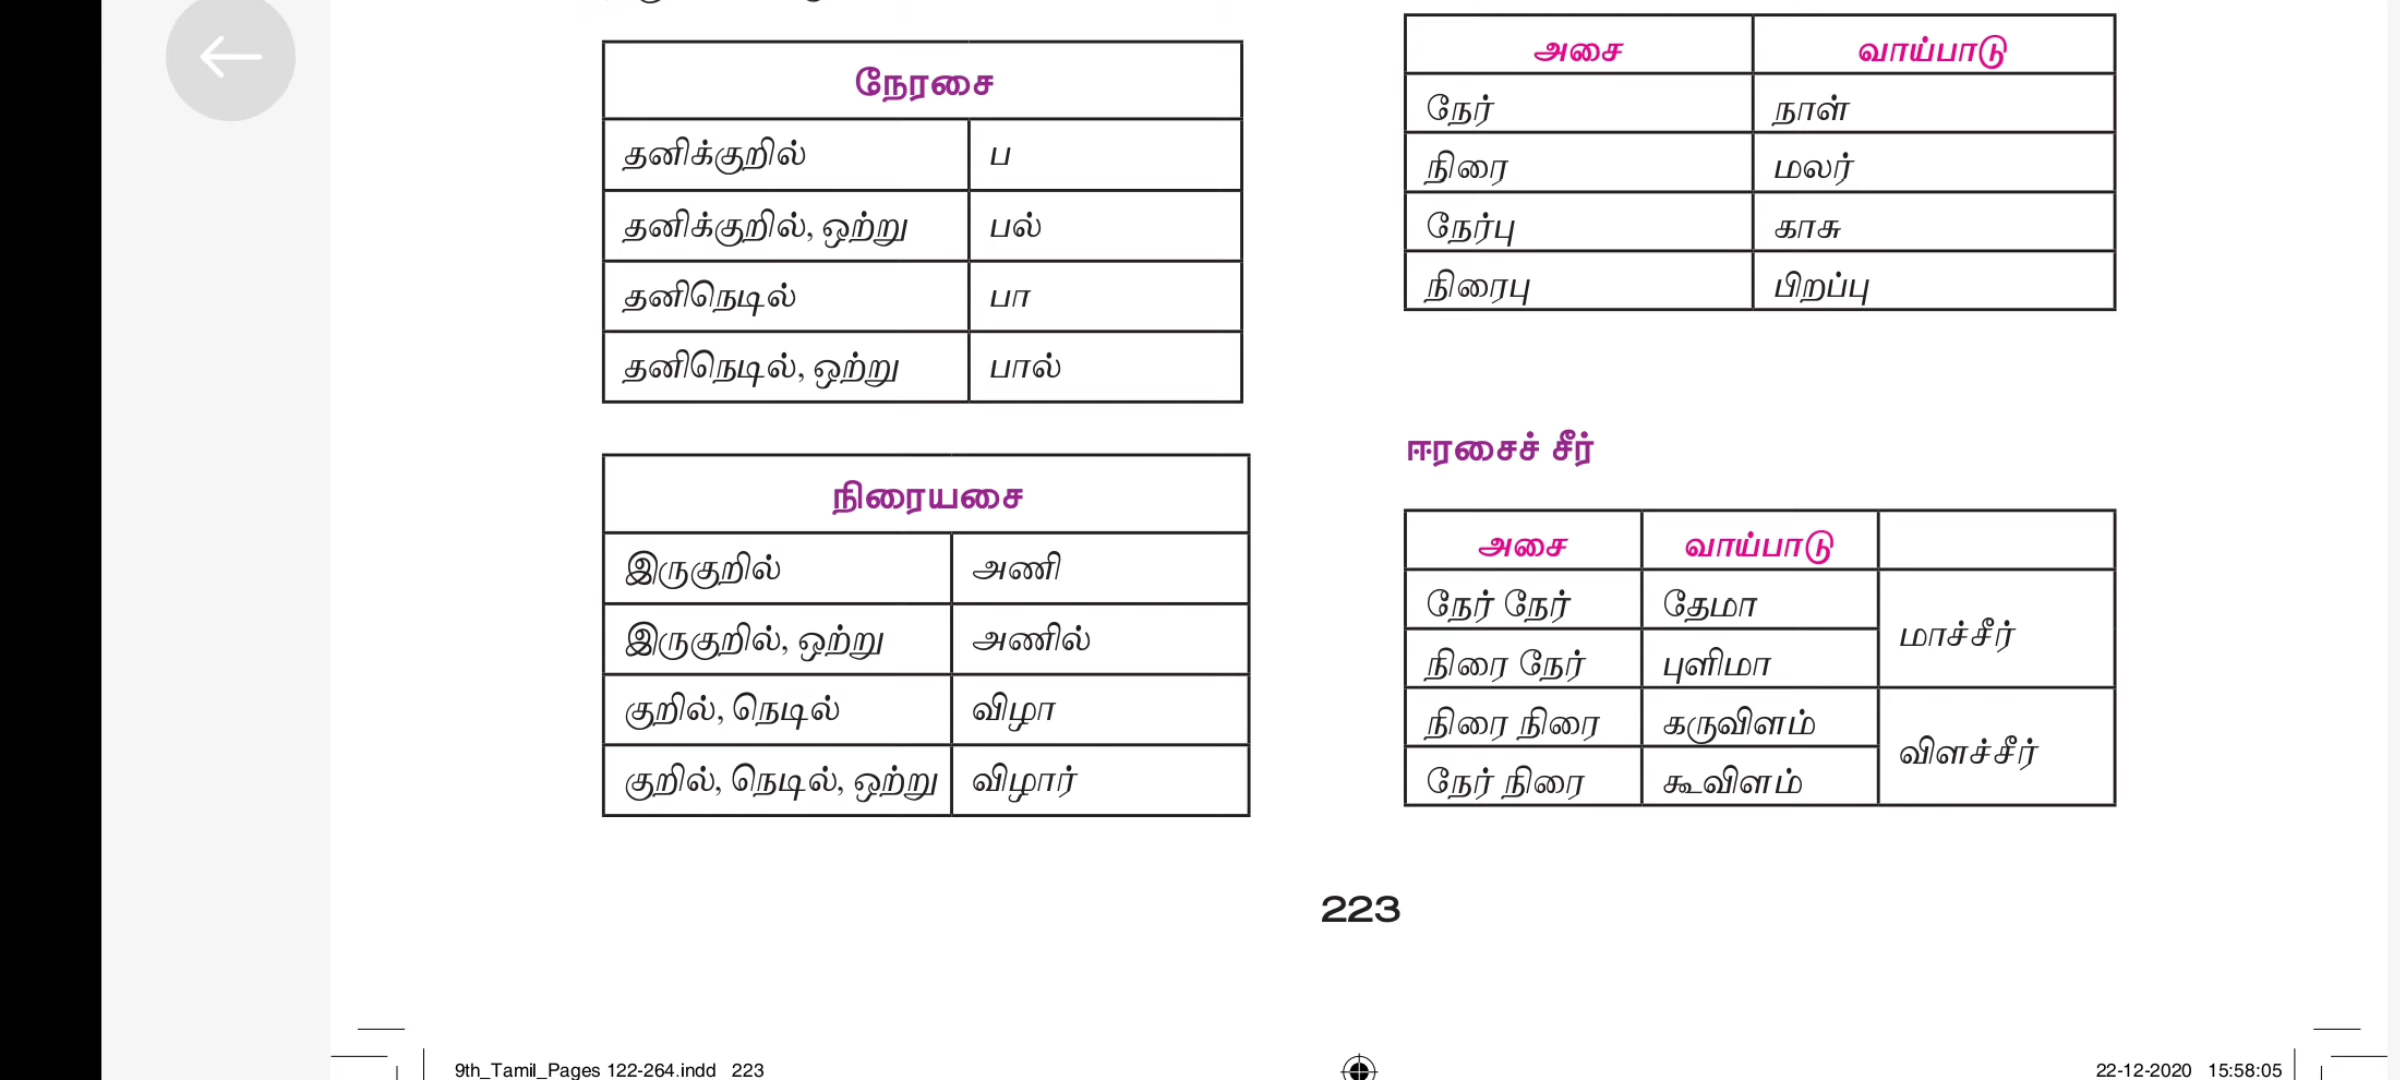 நேரசை
தனிக்குறில் ப
தனிக்குறில், ஒற்று பல்
தனிநெடில் பா
தனிநெடில், ஒற்று பால்
நிரையசை
இருகுறில் அணி
இருகுறில், ஒற்று அணில்
குறில், நெடில் விழா
குறில், நெடில், ஒற்று விழார்
அசை வாய்பாடு
நேர் நாள்
நிரை மலர்
நேர்பு காசு
நிரைபு பிறப்பு
ஈரசைச் சீர்
அசை வாய்பாடு
நேர் நேர் தேமா
மாச்சீர்
நிரை நேர் புளிமா
நிரை நிரை கருவிளம்
விளச்சீர்
நேர் நிரை கூவிளம்
223
9th_Tamil_Pages 122-264.indd 223
22-12-2020 15:58:05